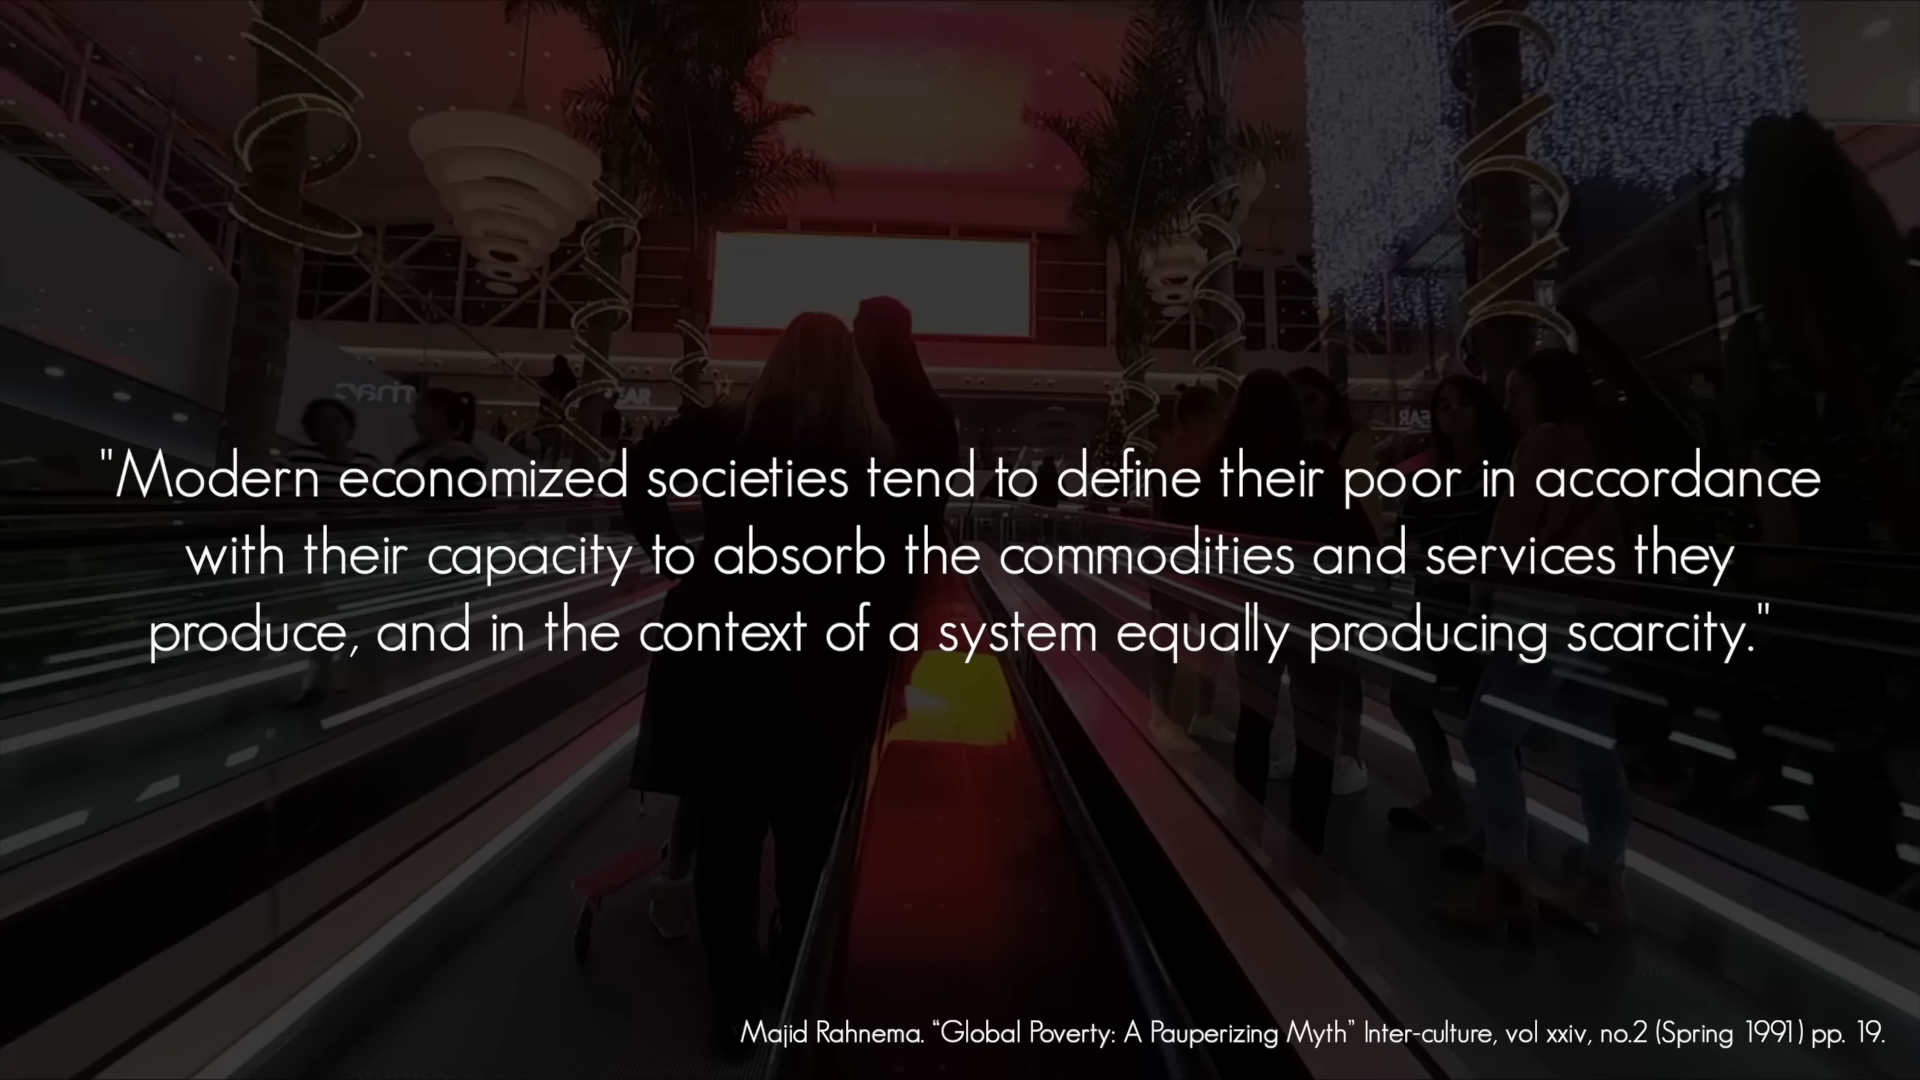 "Modern economized societies tend to define their poor in accordance
with their capacity to absorb the commodities and services they
produce, and in the context of a system equally producing scarcity."
Majid Rahnema. “Global Poverty: A Pauperizing Myth” Inter-culture, vol xxiv, no.2 (Spring 1991) pp. 19.